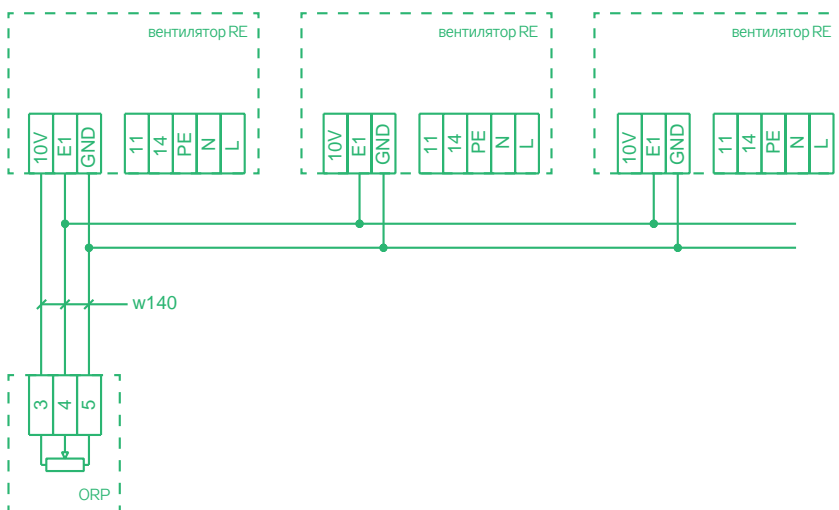 вентилятор RE
вентилятор RE
вентилятор RE
10V E1 GND 11 14 PE N L
10V E1 GND 11 14 PE N L
10V E1 GND 11 14 PE N L
w140
3 4 5
ORP